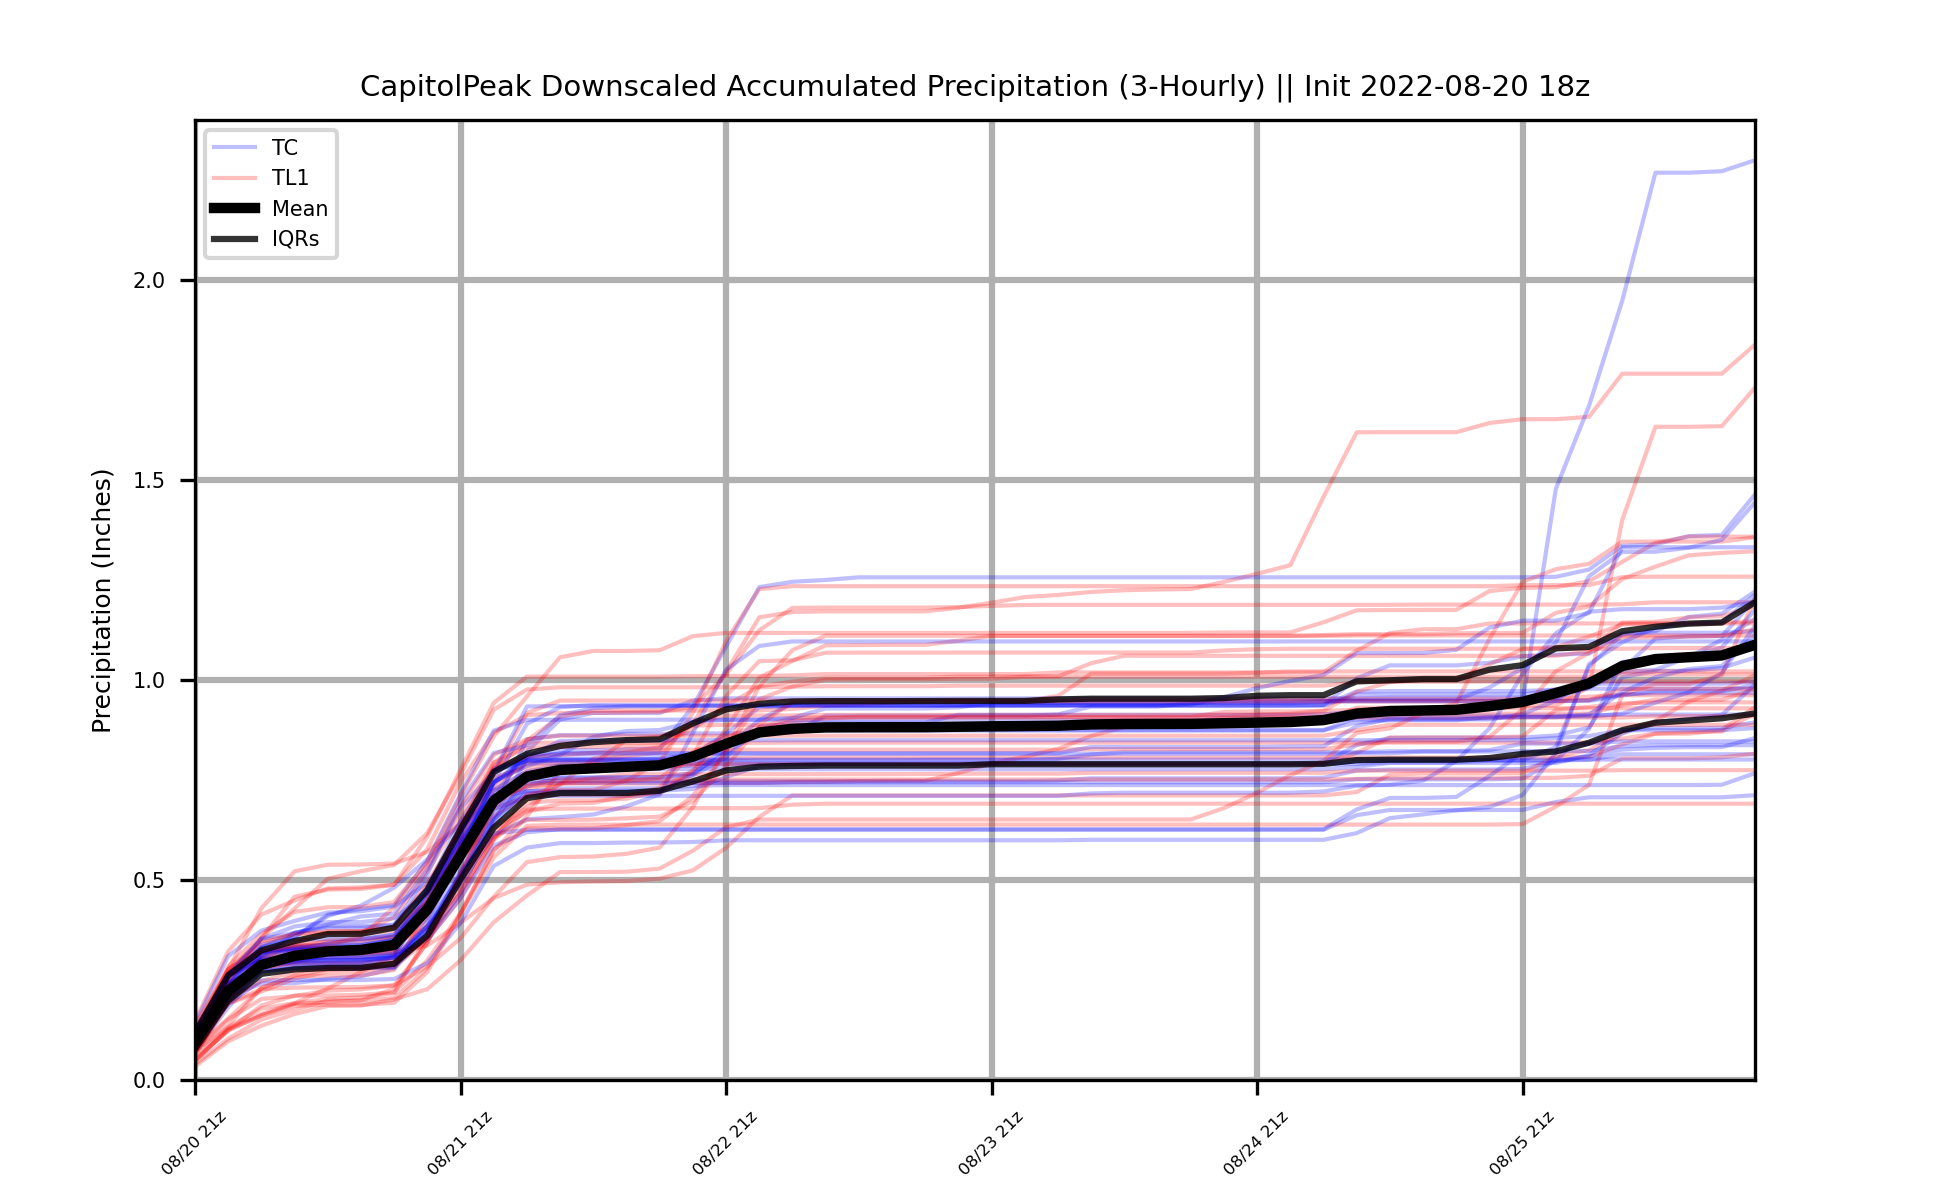 CapitolPeak Downscaled Accumulated Precipitation (3-Hourly) || Init 2022-08-20 18z
TC
TL1
Mean
IQRs
Precipitation (Inches)
2.0
1.5
1.0
0.5
0.0
08/20 21z
08/21 21z
08/22 21z
08/23 21z
08/24 21z
08/25 21z